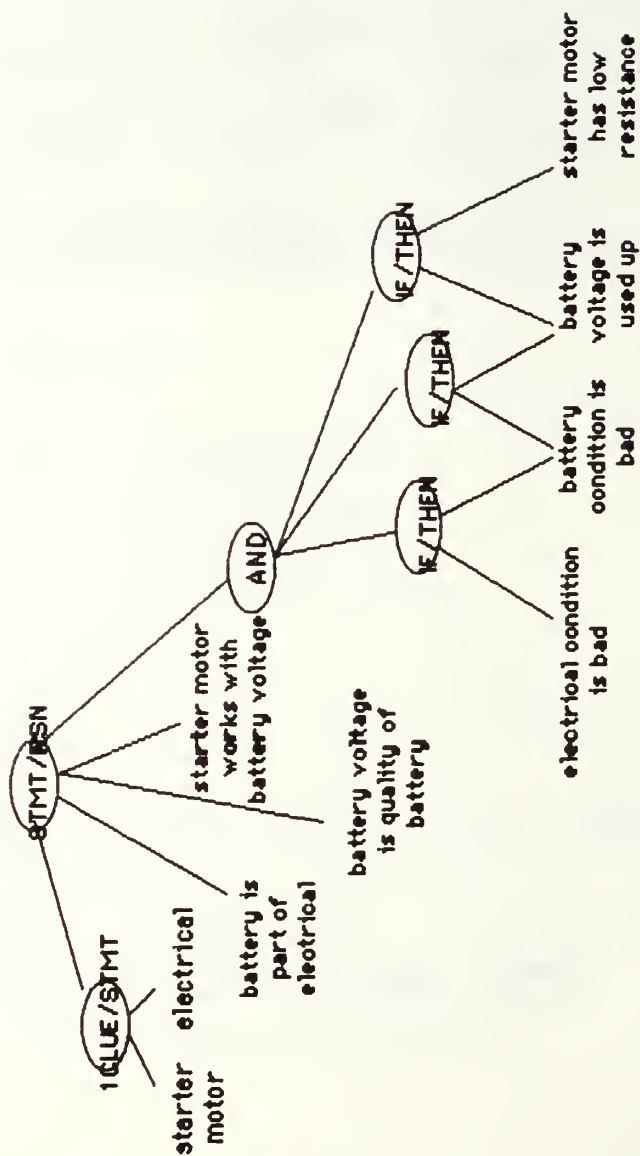 STMT/RSN
1CLUE/STMT
starter
motor
electrical
battery is
part of
electrical
battery voltage
is quality of
battery
starter motor
works with
battery voltage
AND
IF/THEN
IF/THEN
IF/THEN
electrical condition
is bad
battery
condition is
bad
battery
voltage is
used up
starter motor
has low
resistance